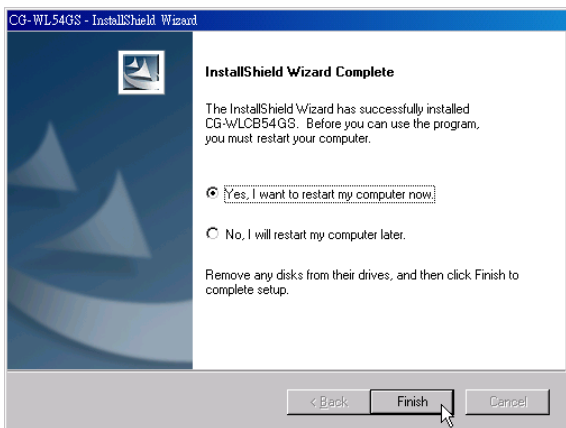 CG-WL54GS - InstallShield Wizard
InstallShield Wizard Complete
The InstallShield Wizard has successfully installed
CG-WLCB54GS. Before you can use the program,
you must restart your computer.
Yes, I want to restart my computer now.
No, I will restart my computer later.
Remove any disks from their drives, and then click Finish to
complete setup.
< Back Finish Cancel